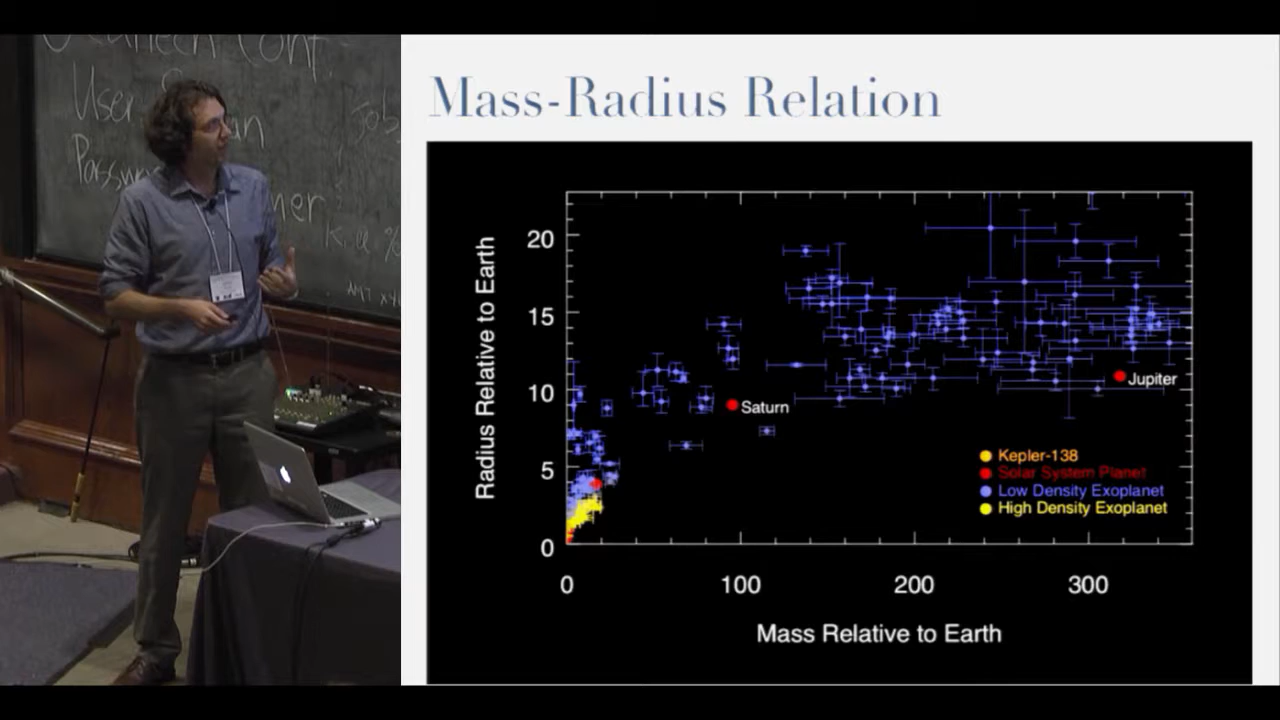 Mass-Radius Relation
Radius Relative to Earth
20
15
10
5
0
Saturn
Jupiter
Kepler-138
Solar System Planet
Low Density Exoplanet
High Density Exoplanet
0 100 200 300
Mass Relative to Earth
Conf.
User